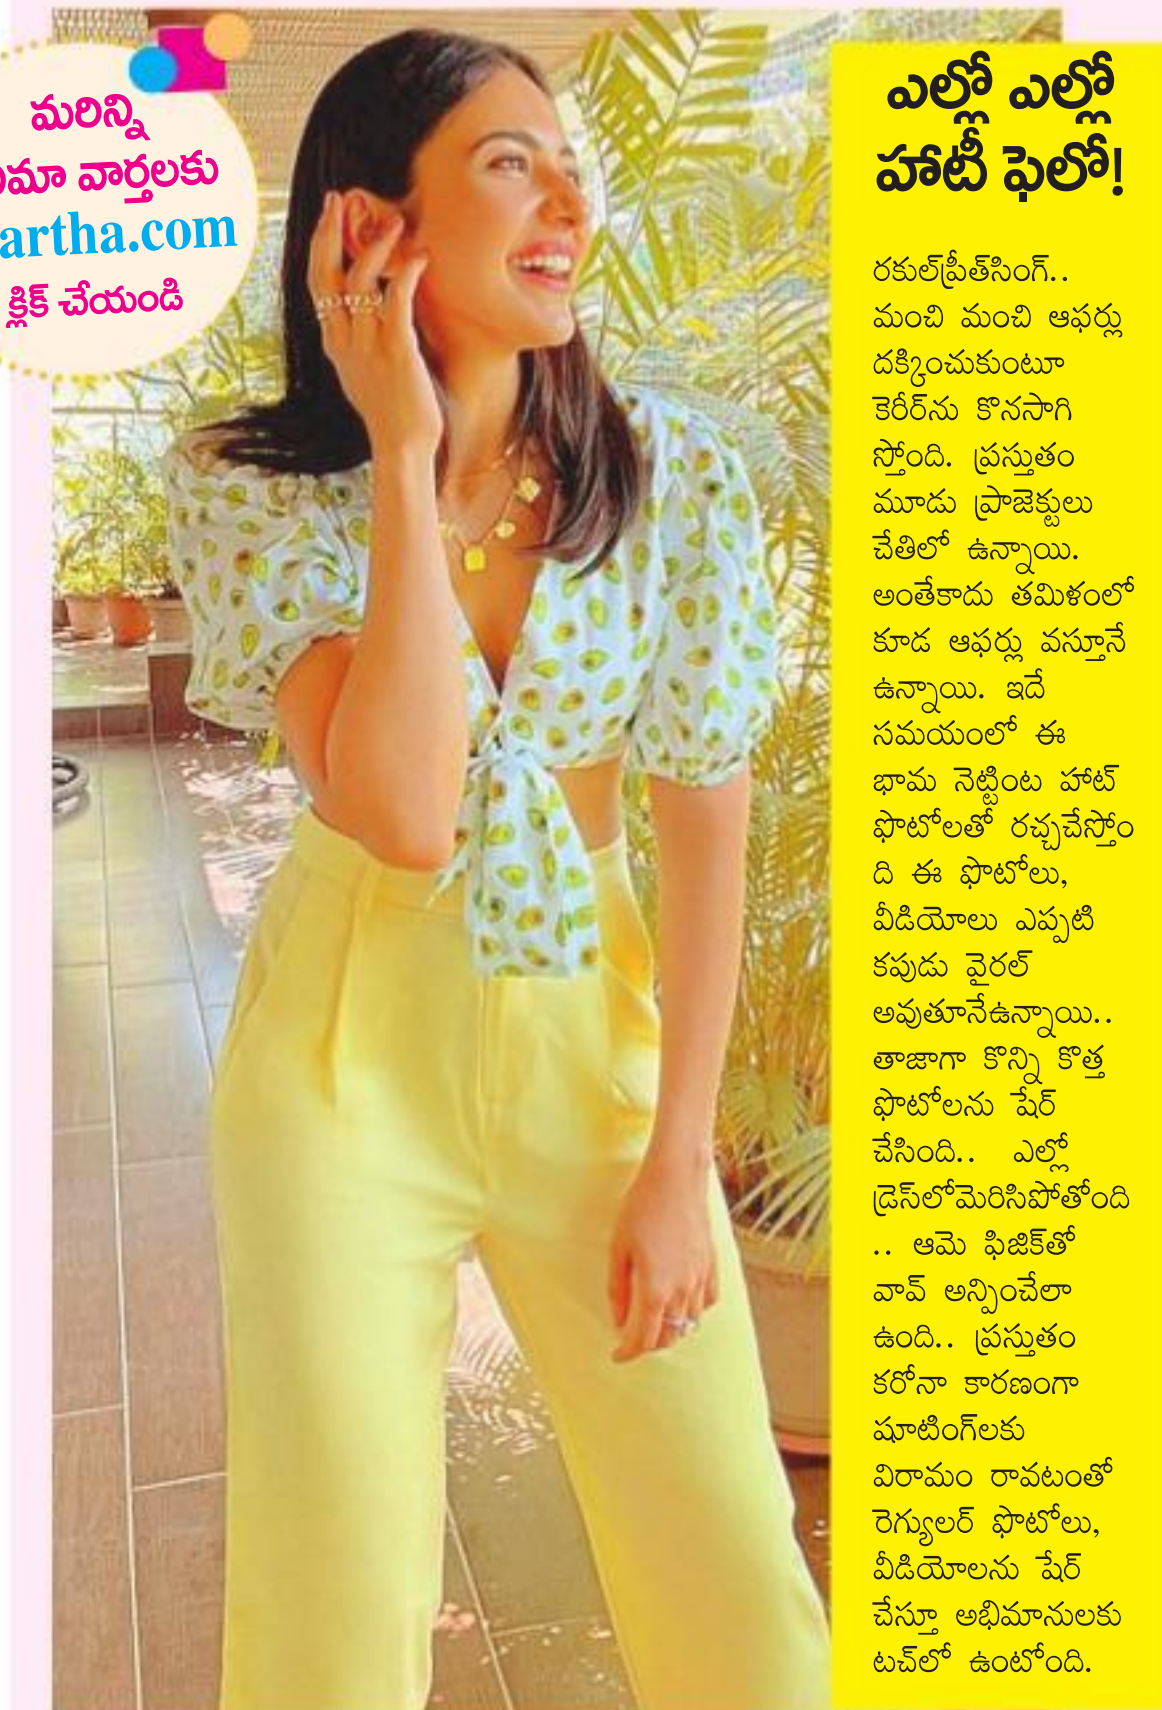 మరిన్ని
వార్తలకు
artha.com
క్లిక్ చేయండి
ఎల్లో ఎల్లో
హాటీ ఫెలో!
రకుల్‌ప్రీత్‌సింగ్..
మంచి మంచి ఆఫర్లు
దక్కించుకుంటూ
కెరీర్‌ను కొనసాగి
స్తోంది. ప్రస్తుతం
మూడు ప్రాజెక్టులు
చేతిలో ఉన్నాయి.
అంతేకాదు తమిళంలో
కూడ ఆఫర్లు వస్తూనే
ఉన్నాయి. ఇదే
సమయంలో ఈ
భామ నెట్టింట హాట్
ఫొటోలతో రచ్చచేస్తోం
ది ఈ ఫొటోలు,
వీడియోలు ఎప్పటి
కపుడు వైరల్
అవుతూనేఉన్నాయి..
తాజాగా కొన్ని కొత్త
ఫొటోలను షేర్
చేసింది.. ఎల్లో
డ్రెస్‌లోమెరిసిపోతోంది
.. ఆమె ఫిజిక్‌తో
వావ్ అన్పించేలా
ఉంది.. ప్రస్తుతం
కరోనా కారణంగా
షూటింగ్‌లకు
విరామం రావటంతో
రెగ్యులర్ ఫొటోలు,
వీడియోలను షేర్
చేస్తూ అభిమానులకు
టచ్‌లో ఉంటోంది.